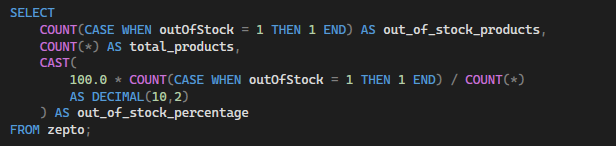 SELECT
    COUNT(CASE WHEN outOfStock = 1 THEN 1 END) AS out_of_stock_products,
    COUNT(*) AS total_products,
    CAST(
        100.0 * COUNT(CASE WHEN outOfStock = 1 THEN 1 END) / COUNT(*)
        AS DECIMAL(10,2)
    ) AS out_of_stock_percentage
FROM zepto;